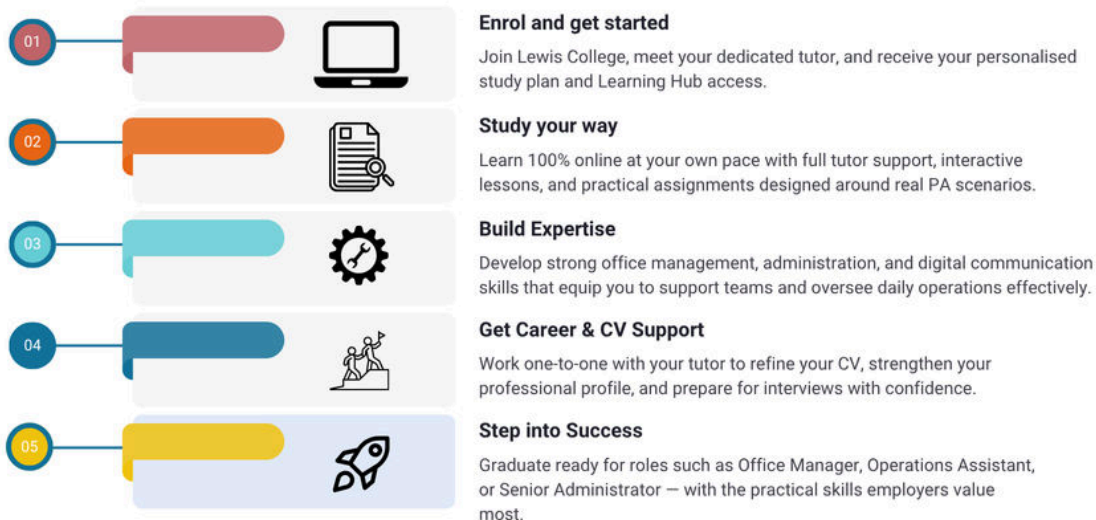 01
Enrol and get started
Join Lewis College, meet your dedicated tutor, and receive your personalised
study plan and Learning Hub access.
02
Study your way
Learn 100% online at your own pace with full tutor support, interactive
lessons, and practical assignments designed around real PA scenarios.
03
Build Expertise
Develop strong office management, administration, and digital communication
skills that equip you to support teams and oversee daily operations effectively.
04
Get Career & CV Support
Work one-to-one with your tutor to refine your CV, strengthen your
professional profile, and prepare for interviews with confidence.
05
Step into Success
Graduate ready for roles such as Office Manager, Operations Assistant,
or Senior Administrator — with the practical skills employers value
most.